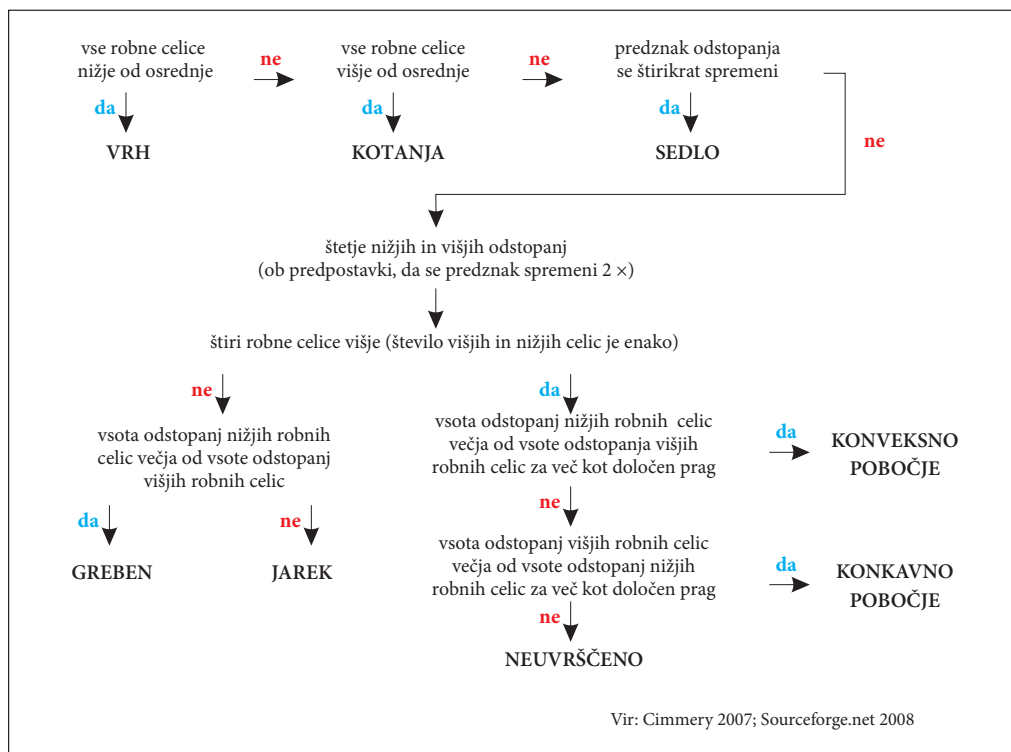 vse robne celice
nižje od osrednje
ne
vse robne celice
višje od osrednje
ne
predznak odstopanja
se štirikrat spremeni
da
da
da
ne
VRH
KOTANJA
SEDLO
štetje nižjih in višjih odstopanj
(ob predpostavki, da se predznak spremeni 2 ×)
štiri robne celice višje (število višjih in nižjih celic je enako)
ne
da
vsota odstopanj nižjih robnih
celic večja od vsote odstopanj
višjih robnih celic
vsota odstopanj nižjih robnih celic
večja od vsote odstopanja višjih
robnih celic za več kot določen prag
da
KONVEKSNO
POBOČJE
da
ne
ne
GREBEN
JAREK
vsota odstopanj višjih robnih celic
večja od vsote odstopanj nižjih
robnih celic za več kot določen prag
da
KONKAVNO
POBOČJE
ne
NEUVRŠČENO
Vir: Cimmery 2007; Sourceforge.net 2008